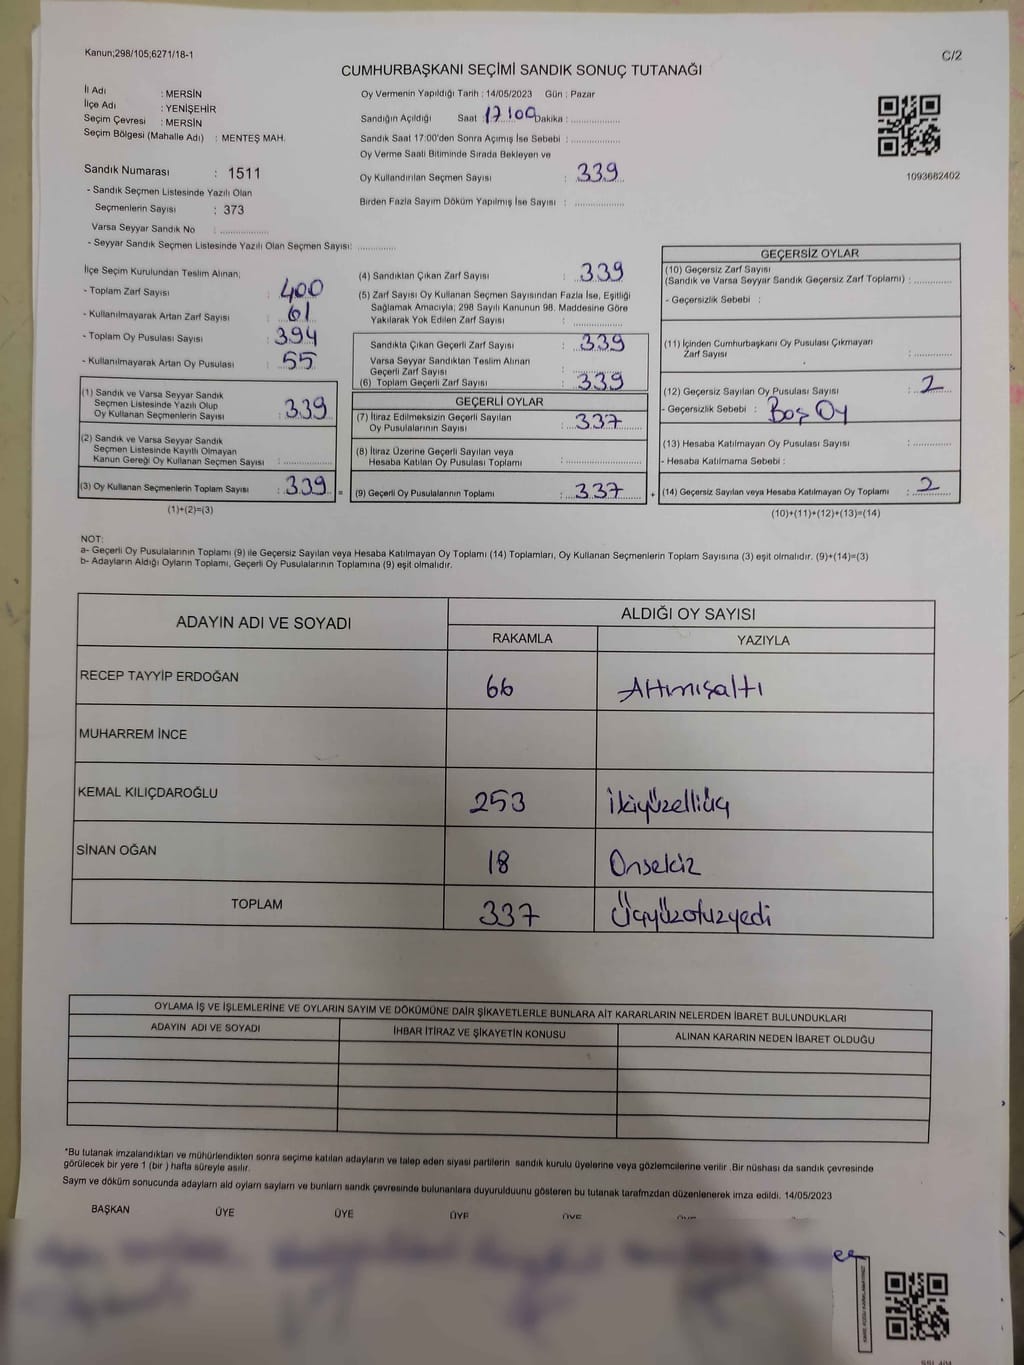 Kanun;298/105;6271/18-1
C/2
CUMHURBAŞKANI SEÇİMİ SANDIK SONUÇ TUTANAĞI
İl Adı : MERSİN
İlçe Adı : YENİŞEHİR
Seçim Çevresi : MERSİN
Seçim Bölgesi (Mahalle Adı) : MENTEŞ MAH.
Sandık Numarası : 1511
- Sandık Seçmen Listesinde Yazılı Olan
Seçmenlerin Sayısı : 373
Varsa Seyyar Sandık No : ..............
- Seyyar Sandık Seçmen Listesinde Yazılı Olan Seçmen Sayısı: ...........
Oy Vermenin Yapıldığı Tarih : 14/05/2023 Gün : Pazar
Sandığın Açıldığı Saat : 17:00 Dakika : ..............
Sandık Saat 17:00'den Sonra Açımış İse Sebebi : ..............
Oy Verme Saati Bitiminde Sırada Bekleyen ve
Oy Kullandırılan Seçmen Sayısı : 339
Birden Fazla Sayım Döküm Yapılmış İse Sayısı : ..............
1093682402
İlçe Seçim Kurulundan Teslim Alınan;
- Toplam Zarf Sayısı : 400
- Kullanılmayarak Artan Zarf Sayısı : 61
- Toplam Oy Pusulası Sayısı : 394
- Kullanılmayarak Artan Oy Pusulası : 55
(1) Sandık ve Varsa Seyyar Sandık
Seçmen Listesinde Yazılı Olup
Oy Kullanan Seçmenlerin Sayısı : 339
(2) Sandık ve Varsa Seyyar Sandık
Seçmen Listesinde Kayıtlı Olmayan
Kanun Gereği Oy Kullanan Seçmen Sayısı : ..............
(3) Oy Kullanan Seçmenlerin Toplam Sayısı : 339 =
(1)+(2)=(3)
(4) Sandıktan Çıkan Zarf Sayısı : 339
(5) Zarf Sayısı Oy Kullanan Seçmen Sayısından Fazla İse, Eşitliği
Sağlamak Amacıyla; 298 Sayılı Kanunun 98. Maddesine Göre
Yakılarak Yok Edilen Zarf Sayısı : ..............
Sandıkta Çıkan Geçerli Zarf Sayısı : 339
Varsa Seyyar Sandıktan Teslim Alınan
Geçerli Zarf Sayısı : ..............
(6) Toplam Geçerli Zarf Sayısı : 339
GEÇERLİ OYLAR
(7) İtiraz Edilmeksizin Geçerli Sayılan
Oy Pusulalarının Sayısı : 337
(8) İtiraz Üzerine Geçerli Sayılan veya
Hesaba Katılan Oy Pusulası Toplamı : ..............
(9) Geçerli Oy Pusulalarının Toplamı : 337 +
GEÇERSİZ OYLAR
(10) Geçersiz Zarf Sayısı
(Sandık ve Varsa Seyyar Sandık Geçersiz Zarf Toplamı) : ..............
- Geçersizlik Sebebi :
(11) İçinden Cumhurbaşkanı Oy Pusulası Çıkmayan
Zarf Sayısı : ..............
(12) Geçersiz Sayılan Oy Pusulası Sayısı : 2
- Geçersizlik Sebebi : Boş Oy
(13) Hesaba Katılmayan Oy Pusulası Sayısı : ..............
- Hesaba Katılmama Sebebi :
(14) Geçersiz Sayılan veya Hesaba Katılmayan Oy Toplamı : 2
(10)+(11)+(12)+(13)=(14)
NOT:
a- Geçerli Oy Pusulalarının Toplamı (9) ile Geçersiz Sayılan veya Hesaba Katılmayan Oy Toplamı (14) Toplamları, Oy Kullanan Seçmenlerin Toplam Sayısına (3) eşit olmalıdır. (9)+(14)=(3)
b- Adayların Aldığı Oyların Toplamı, Geçerli Oy Pusulalarının Toplamına (9) eşit olmalıdır.
ADAYIN ADI VE SOYADI
ALDIĞI OY SAYISI
RAKAMLA YAZIYLA
RECEP TAYYİP ERDOĞAN 66 Altmışaltı
MUHARREM İNCE
KEMAL KILIÇDAROĞLU 253 İkiyüzelliüç
SİNAN OĞAN 18 Onsekiz
TOPLAM 337 Üçyüzotuzyedi
OYLAMA İŞ VE İŞLEMLERİNE VE OYLARIN SAYIM VE DÖKÜMÜNE DAİR ŞİKAYETLERLE BUNLARA AİT KARARLARIN NELERDEN İBARET BULUNDUKLARI
ADAYIN ADI VE SOYADI İHBAR İTİRAZ VE ŞİKAYETİN KONUSU ALINAN KARARIN NEDEN İBARET OLDUĞU
*Bu tutanak imzalandıktan ve mühürlendikten sonra seçime katılan adayların ve talep eden siyasi partilerin sandık kurulu üyelerine veya gözlemcilerine verilir .Bir nüshası da sandık çevresinde
görülecek bir yere 1 (bir ) hafta süreyle asılır.
Sayım ve döküm sonucunda adayların ald oyların sayları ve bunların sandk çevresinde bulunanlara duyurulduunu gösteren bu tutanak tarafmzdan düzenlenerek imza edildi. 14/05/2023
BAŞKAN ÜYE ÜYE ÜYE ÜYE